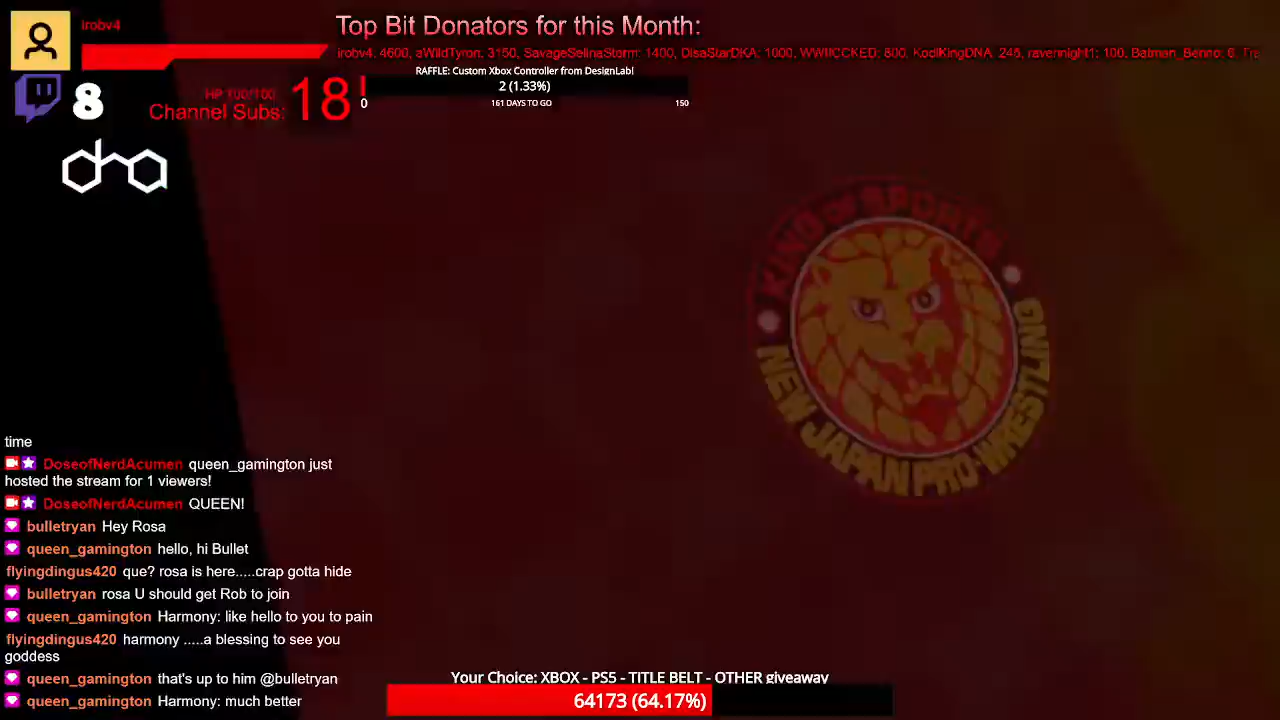 Top Bit Donators for this Month:
irobv4
irobv4: 4600, aWildTyron: 3150, SavageSelinaStorm: 1400, DisaStarDKA: 1000, WWIICCKED: 800, KodiKingDNA: 245, ravennight1: 100, Batman_Benno: 6, Tra
RAFFLE: Custom Xbox Controller from DesignLab!
2 (1.33%)
0 161 DAYS TO GO 150
8
HP 100/100
Channel Subs: 18
KING OF SPORTS
NEW JAPAN PRO-WRESTLING
time
DoseofNerdAcumen queen_gamington just
hosted the stream for 1 viewers!
DoseofNerdAcumen QUEEN!
bulletryan Hey Rosa
queen_gamington hello, hi Bullet
flyingdingus420 que? rosa is here.....crap gotta hide
bulletryan rosa U should get Rob to join
queen_gamington Harmony: like hello to you to pain
flyingdingus420 harmony .....a blessing to see you
goddess
queen_gamington that's up to him @bulletryan
queen_gamington Harmony: much better
Your Choice: XBOX - PS5 - TITLE BELT - OTHER giveaway
64173 (64.17%)